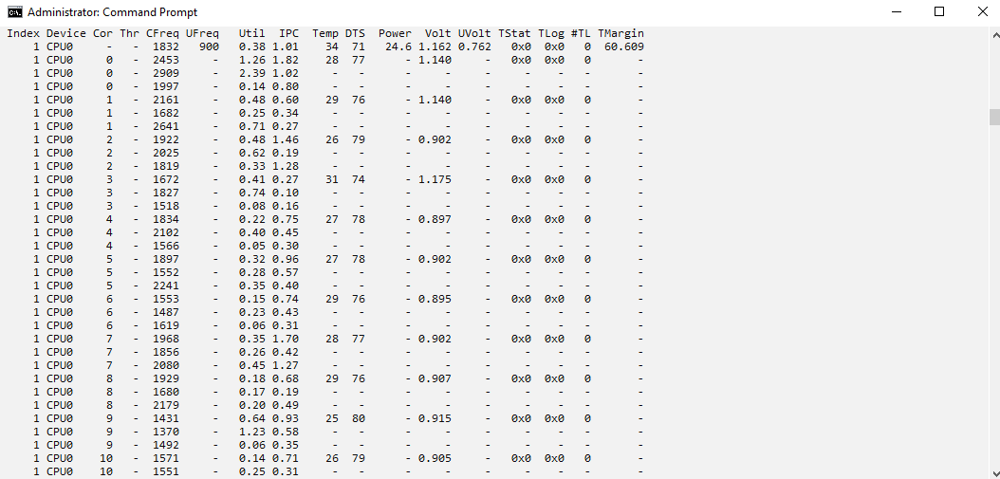 Administrator: Command Prompt
Index Device Cor Thr CFreq UFreq Util IPC Temp DTS Power Volt UVolt TStat TLog #TL TMargin
1 CPU0 - - 1832 900 0.38 1.01 34 71 24.6 1.162 0.762 0x0 0x0 0 60.609
1 CPU0 0 - 2453 - 1.26 1.82 28 77 - 1.140 - 0x0 0x0 0 -
1 CPU0 0 - 2909 - 2.39 1.02 - - - - - - - - -
1 CPU0 0 - 1997 - 0.14 0.80 - - - - - - - - -
1 CPU0 1 - 2161 - 0.48 0.60 29 76 - 1.140 - 0x0 0x0 0 -
1 CPU0 1 - 1682 - 0.25 0.34 - - - - - - - - -
1 CPU0 1 - 2641 - 0.71 0.27 - - - - - - - - -
1 CPU0 2 - 1922 - 0.48 1.46 26 79 - 0.902 - 0x0 0x0 0 -
1 CPU0 2 - 2025 - 0.62 0.19 - - - - - - - - -
1 CPU0 2 - 1819 - 0.33 1.28 - - - - - - - - -
1 CPU0 3 - 1672 - 0.41 0.27 31 74 - 1.175 - 0x0 0x0 0 -
1 CPU0 3 - 1827 - 0.74 0.10 - - - - - - - - -
1 CPU0 3 - 1518 - 0.08 0.16 - - - - - - - - -
1 CPU0 4 - 1834 - 0.22 0.75 27 78 - 0.897 - 0x0 0x0 0 -
1 CPU0 4 - 2102 - 0.40 0.45 - - - - - - - - -
1 CPU0 4 - 1566 - 0.05 0.30 - - - - - - - - -
1 CPU0 5 - 1897 - 0.32 0.96 27 78 - 0.902 - 0x0 0x0 0 -
1 CPU0 5 - 1552 - 0.28 0.57 - - - - - - - - -
1 CPU0 5 - 2241 - 0.35 0.40 - - - - - - - - -
1 CPU0 6 - 1553 - 0.15 0.74 29 76 - 0.895 - 0x0 0x0 0 -
1 CPU0 6 - 1487 - 0.23 0.43 - - - - - - - - -
1 CPU0 6 - 1619 - 0.06 0.31 - - - - - - - - -
1 CPU0 7 - 1968 - 0.35 1.70 28 77 - 0.902 - 0x0 0x0 0 -
1 CPU0 7 - 1856 - 0.26 0.42 - - - - - - - - -
1 CPU0 7 - 2080 - 0.45 1.27 - - - - - - - - -
1 CPU0 8 - 1929 - 0.18 0.68 29 76 - 0.907 - 0x0 0x0 0 -
1 CPU0 8 - 1680 - 0.17 0.19 - - - - - - - - -
1 CPU0 8 - 2179 - 0.20 0.49 - - - - - - - - -
1 CPU0 9 - 1431 - 0.64 0.93 25 80 - 0.915 - 0x0 0x0 0 -
1 CPU0 9 - 1370 - 1.23 0.58 - - - - - - - - -
1 CPU0 9 - 1492 - 0.06 0.35 - - - - - - - - -
1 CPU0 10 - 1571 - 0.14 0.71 26 79 - 0.905 - 0x0 0x0 0 -
1 CPU0 10 - 1551 - 0.25 0.31 - - - - - - - - -